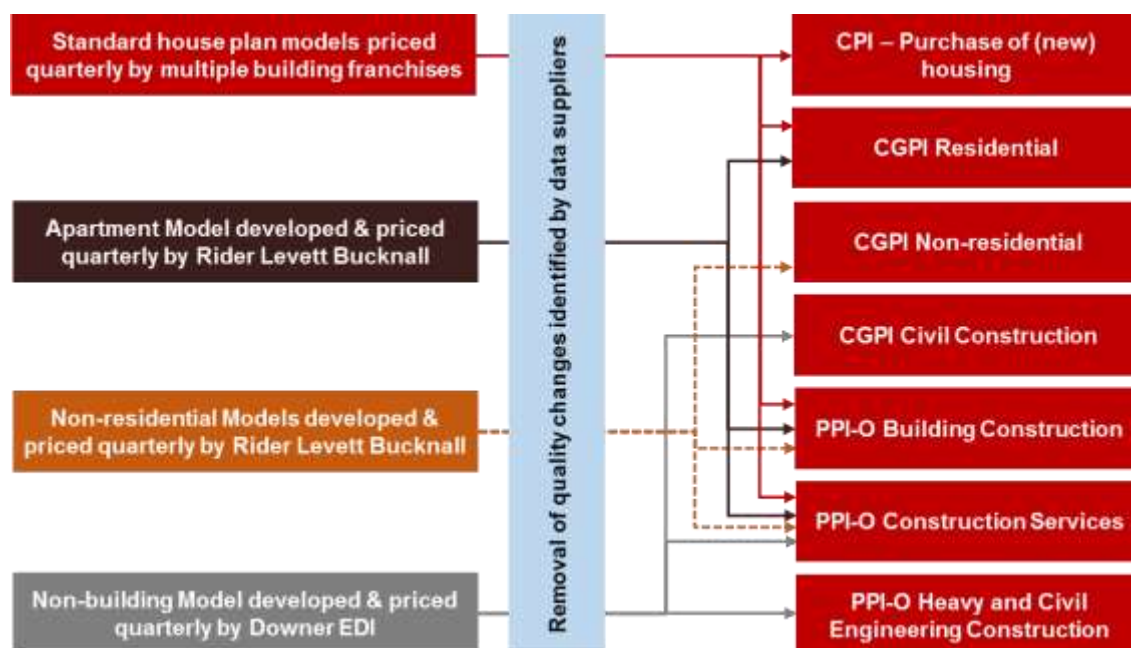 Standard house plan models priced
quarterly by multiple building franchises
Apartment Model developed & priced
quarterly by Rider Levett Bucknall
Non-residential Models developed &
priced quarterly by Rider Levett Bucknall
Non-building Model developed & priced
quarterly by Downer EDI
Removal of quality changes identified by data suppliers
CPI – Purchase of (new)
housing
CGPI Residential
CGPI Non-residential
CGPI Civil Construction
PPI-O Building Construction
PPI-O Construction Services
PPI-O Heavy and Civil
Engineering Construction